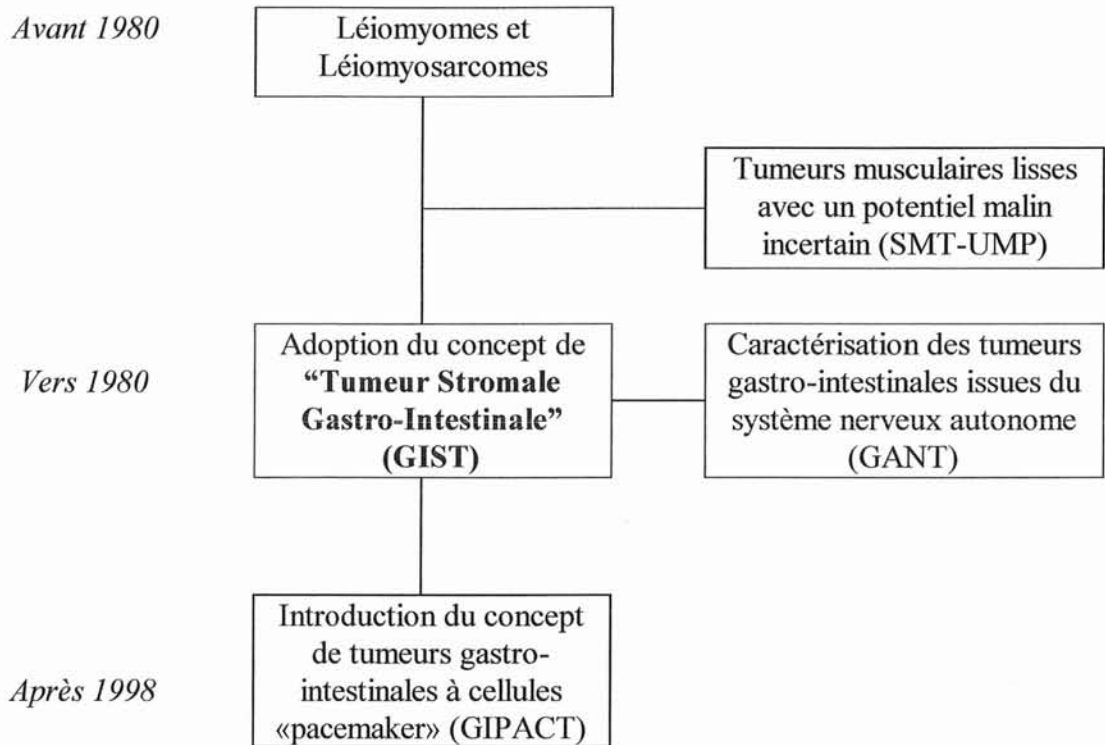 Avant 1980
Léiomyomes et
Léiomyosarcomes
Tumeurs musculaires lisses
avec un potentiel malin
incertain (SMT-UMP)
Vers 1980
Adoption du concept de
“Tumeur Stromale
Gastro-Intestinale”
(GIST)
Caractérisation des tumeurs
gastro-intestinales issues du
système nerveux autonome
(GANT)
Après 1998
Introduction du concept
de tumeurs gastro-
intestinales à cellules
«pacemaker» (GIPACT)